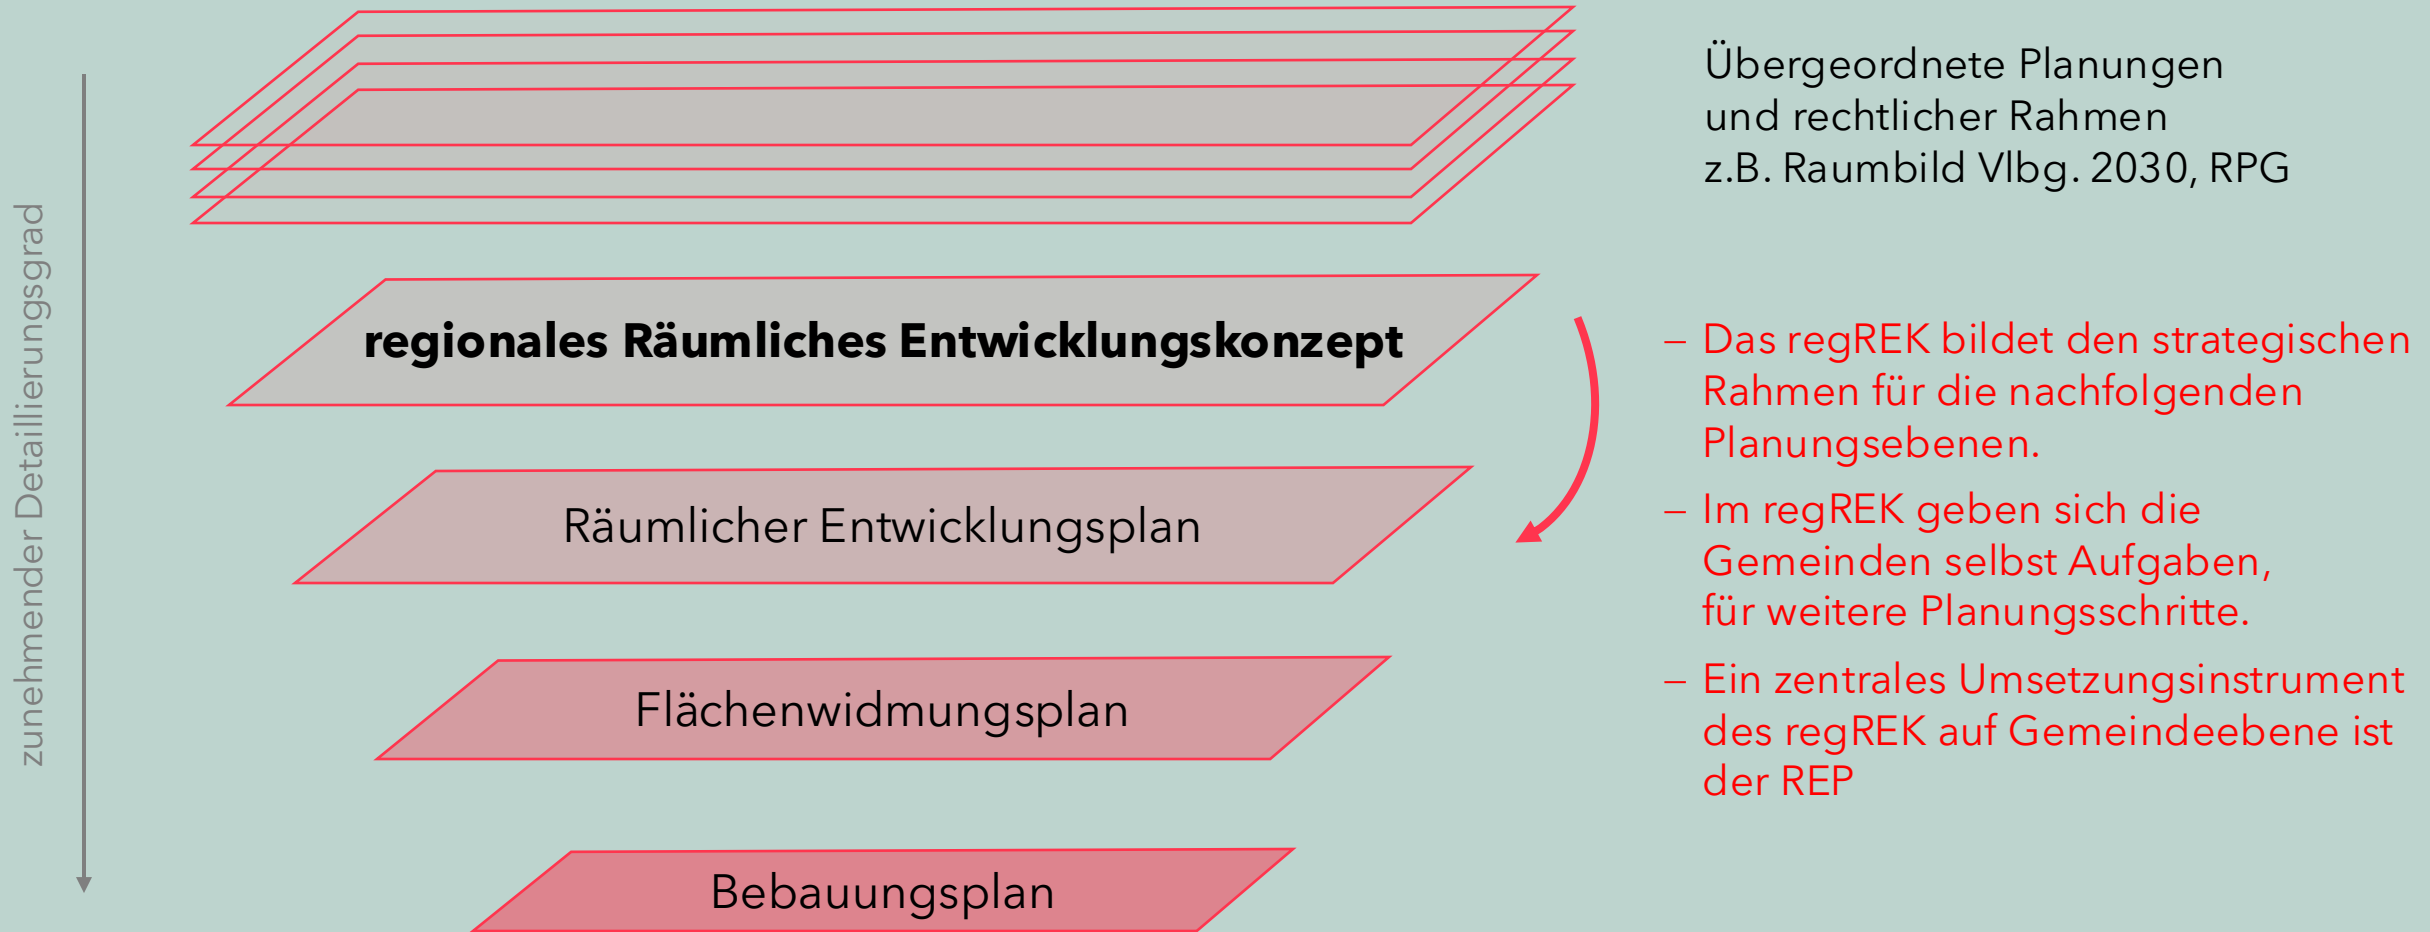 zunehmender Detaillierungsgrad
Übergeordnete Planungen
und rechtlicher Rahmen
z.B. Raumbild Vlbg. 2030, RPG
regionales Räumliches Entwicklungskonzept
Räumlicher Entwicklungsplan
Flächenwidmungsplan
Bebauungsplan
– Das regREK bildet den strategischen
Rahmen für die nachfolgenden
Planungsebenen.
– Im regREK geben sich die
Gemeinden selbst Aufgaben,
für weitere Planungsschritte.
– Ein zentrales Umsetzungsinstrument
des regREK auf Gemeindeebene ist
der REP